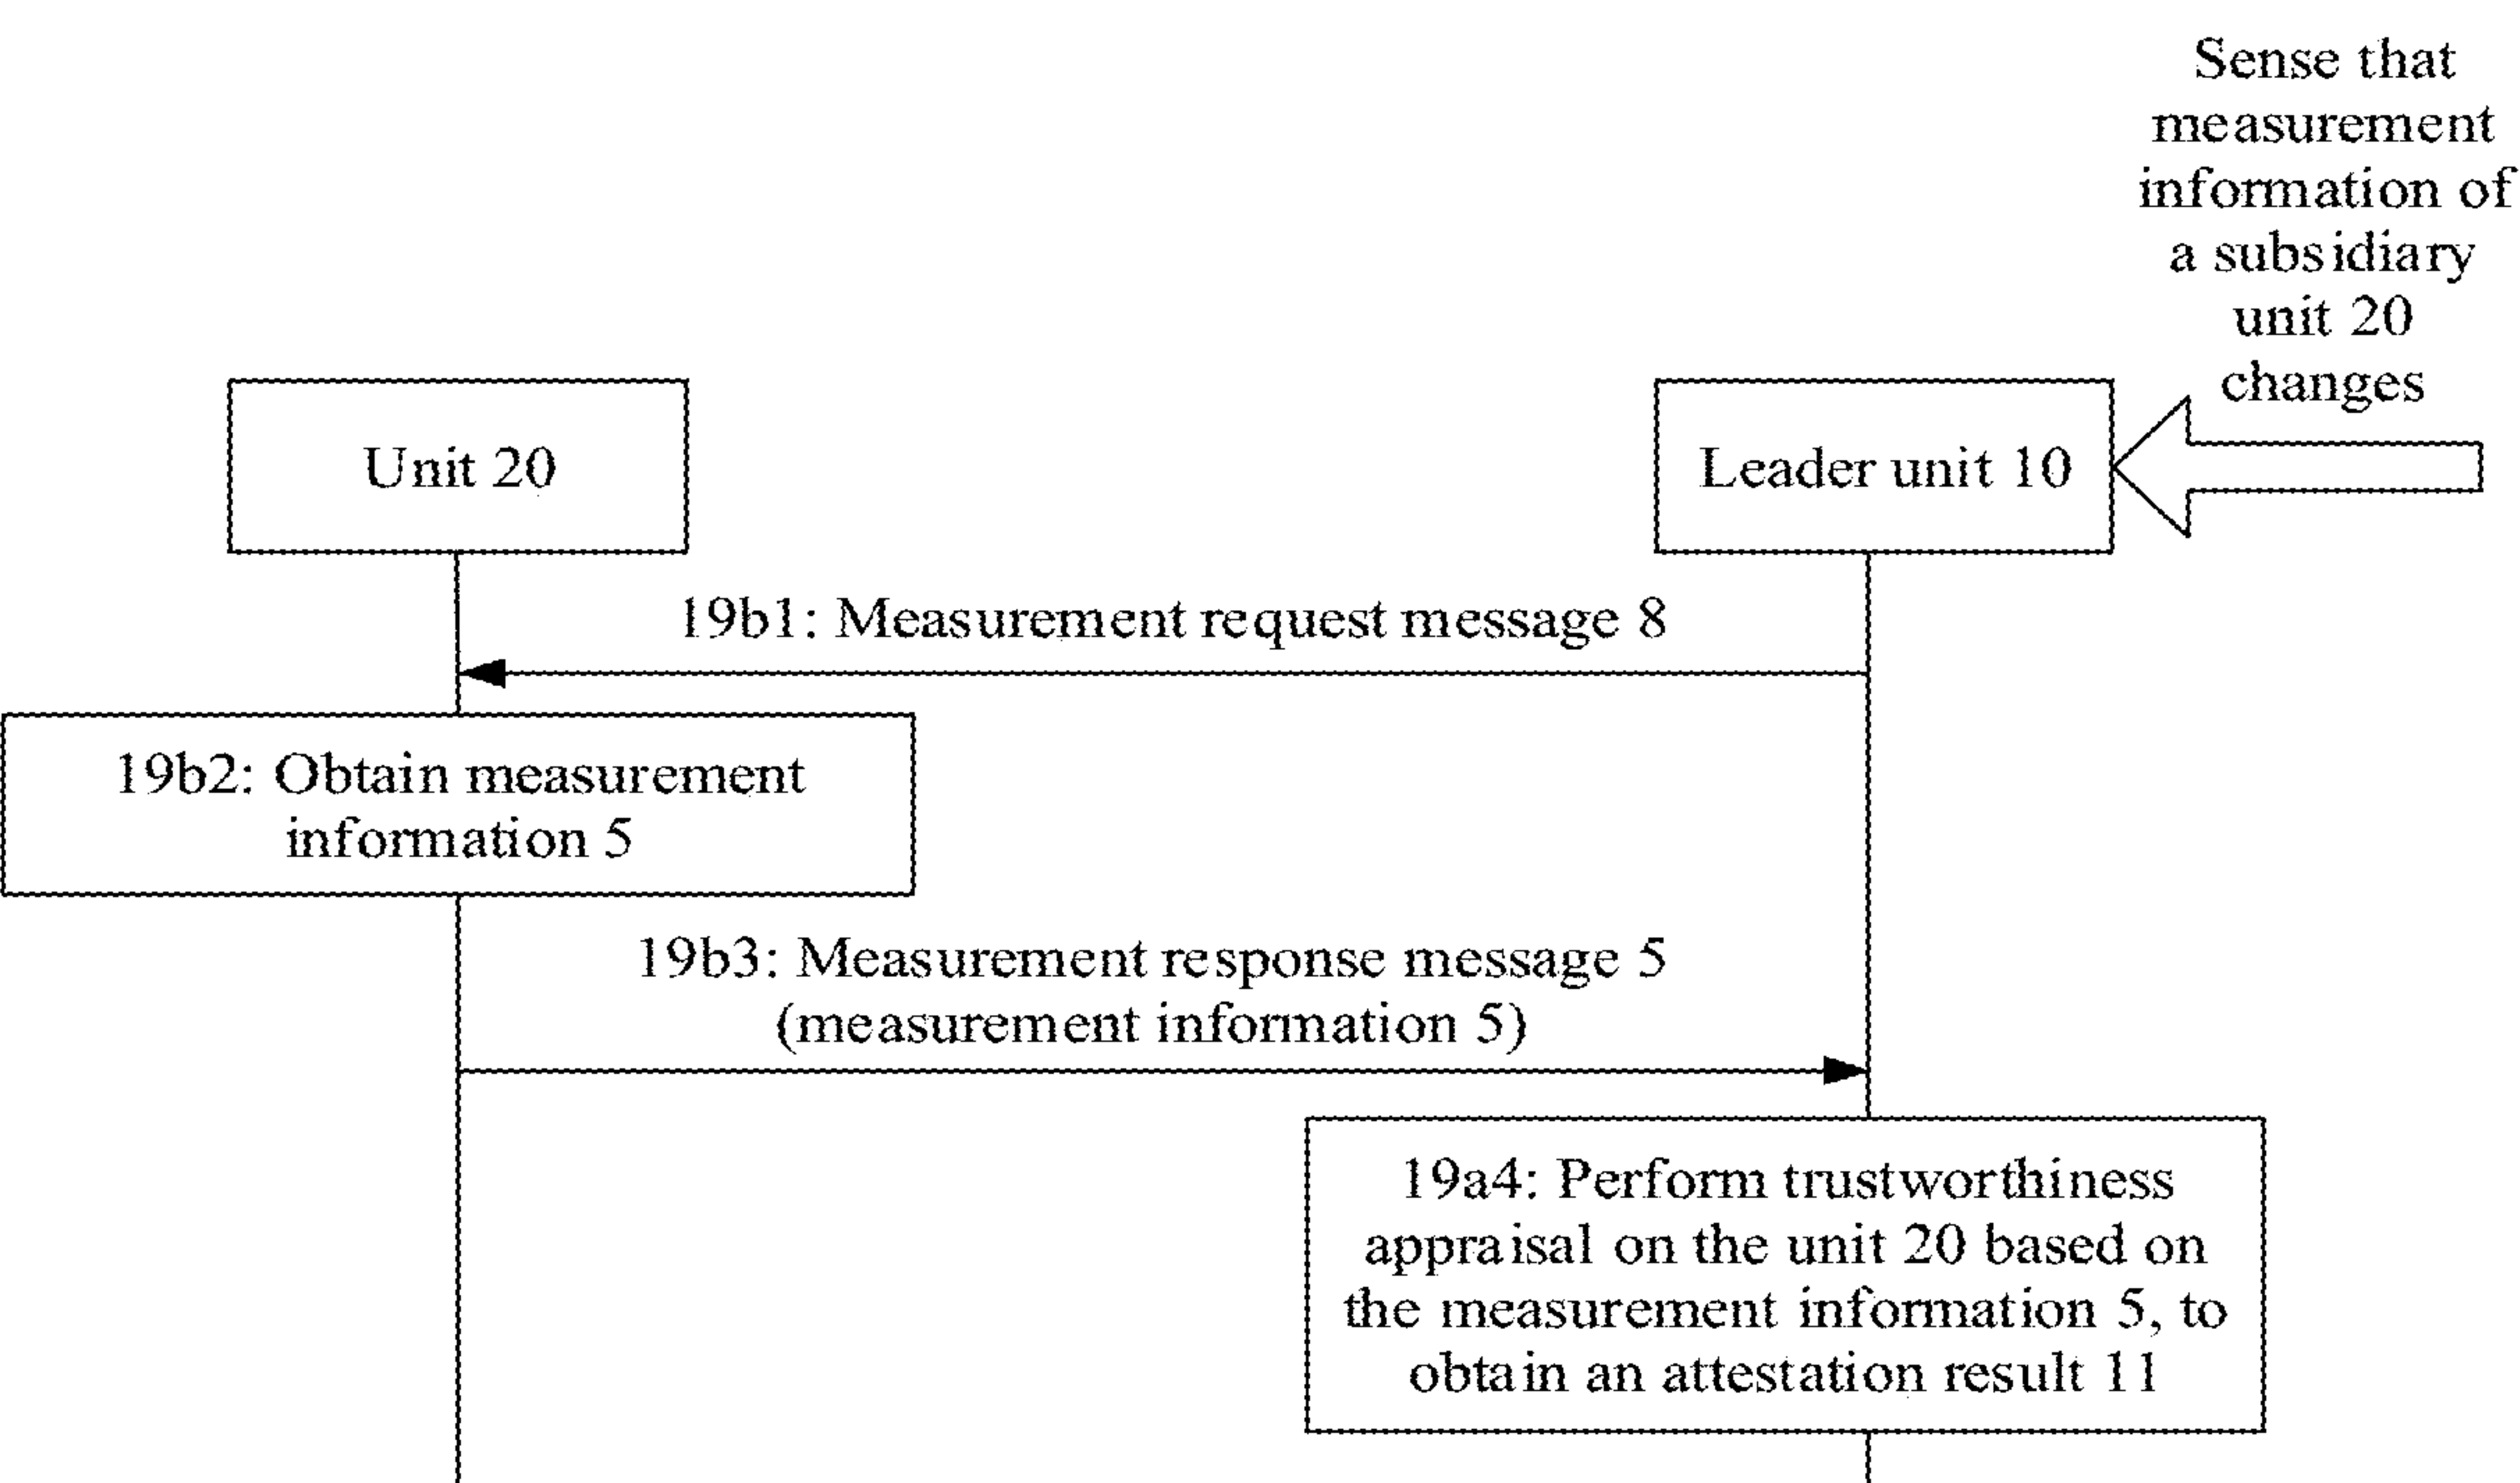 Sense that
measurement
information of
a subsidiary
unit 20
changes
Unit 20
Leader unit 10
19b1: Measurement request message 8
19b2: Obtain measurement
information 5
19b3: Measurement response message 5
(measurement information 5)
19a4: Perform trustworthiness
appraisal on the unit 20 based on
the measurement information 5, to
obtain an attestation result 11